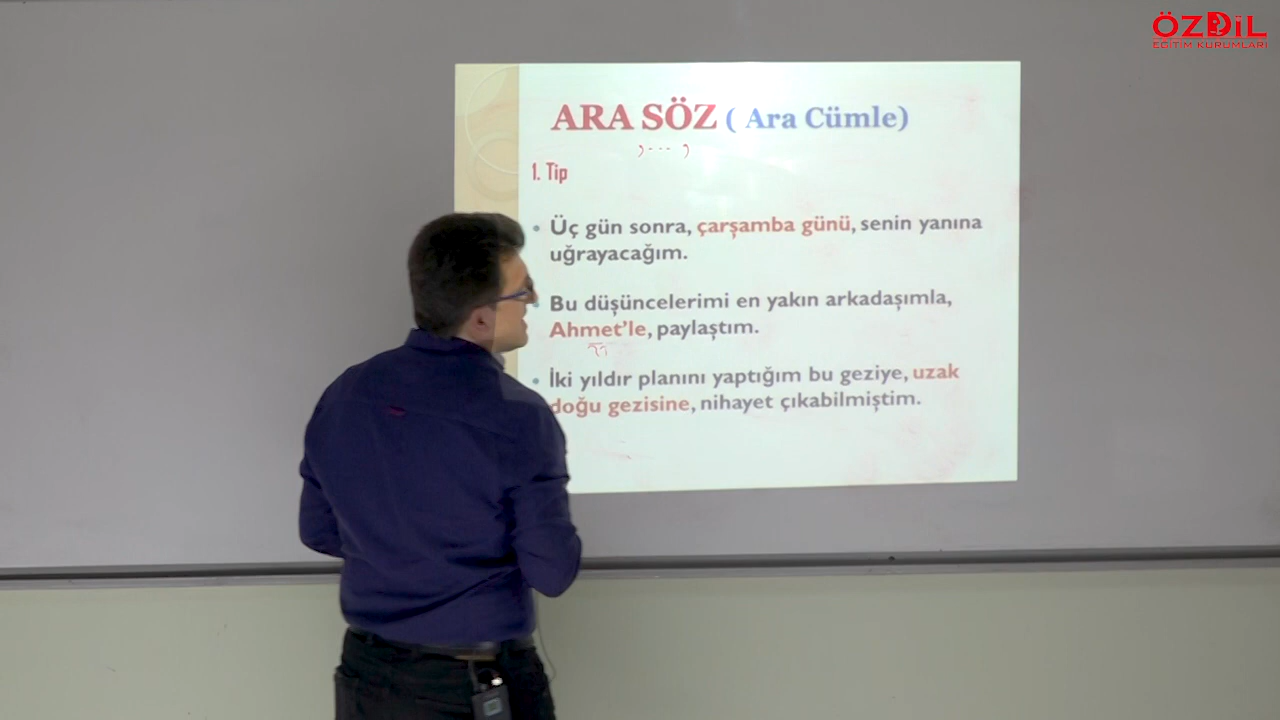 ÖZDİL
EĞİTİM KURUMLARI
ARA SÖZ ( Ara Cümle)
, .... ,
1. Tip
• Üç gün sonra, çarşamba günü, senin yanına
uğrayacağım.
Bu düşüncelerimi en yakın arkadaşımla,
Ahmet'le, paylaştım.
• İki yıldır planını yaptığım bu geziye, uzak
doğu gezisine, nihayet çıkabilmiştim.